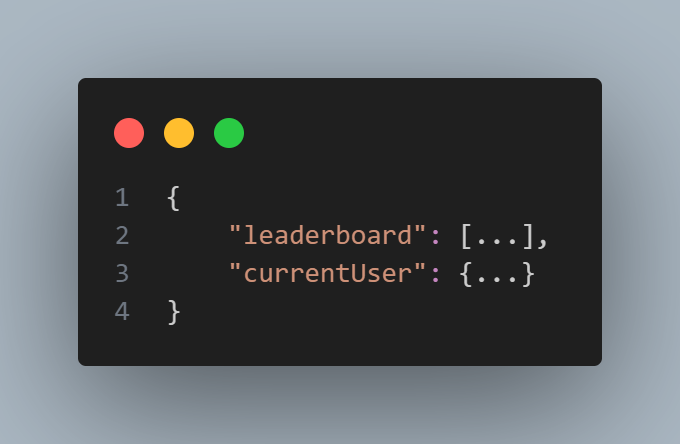 1 {
2     "leaderboard": [...],
3     "currentUser": {...}
4 }